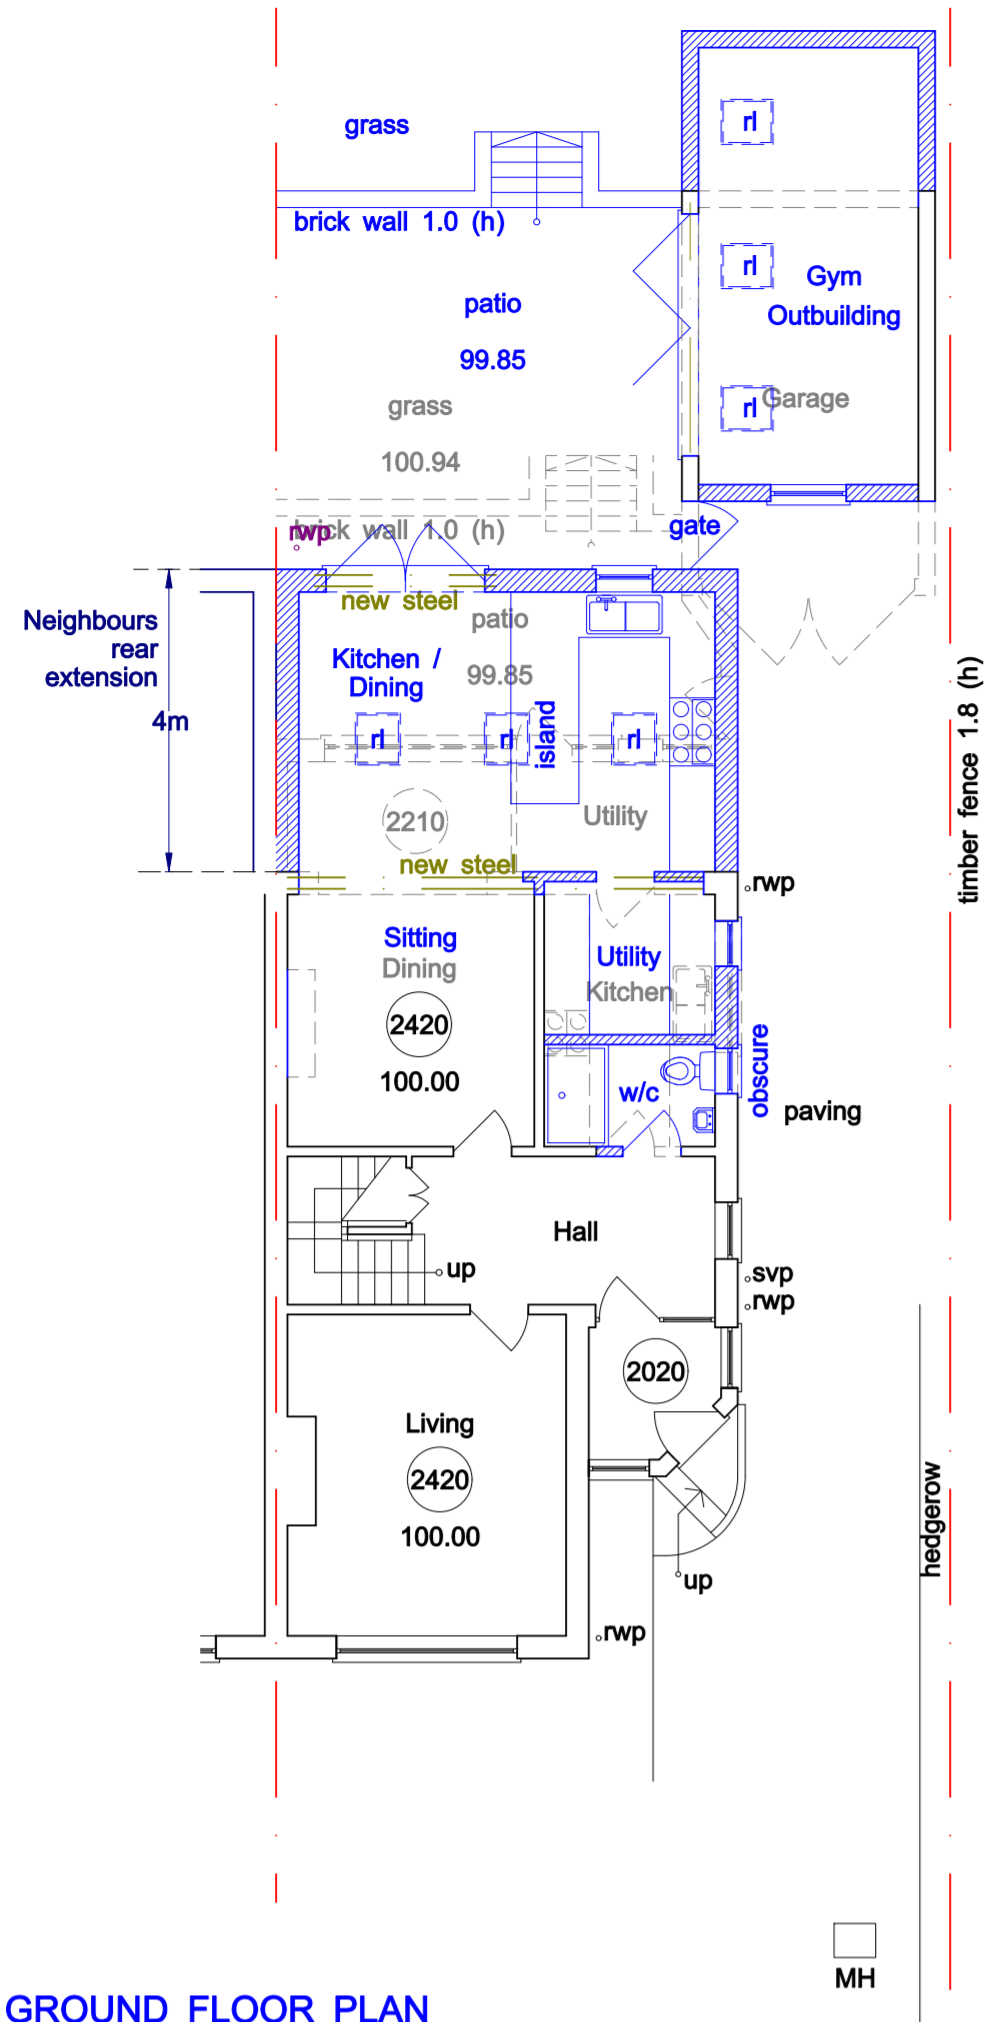 grass
rl
brick wall 1.0 (h)
rl
Gym
Outbuilding
patio
99.85
grass
rl
Garage
100.94
rwp
brick wall 1.0 (h)
gate
new steel
patio
Neighbours
rear
extension
Kitchen /
Dining
99.85
4m
rl
rl
island
rl
timber fence 1.8 (h)
2210
Utility
new steel
rwp
Sitting
Dining
Utility
Kitchen
2420
100.00
w/c
obscure
paving
Hall
up
svp
rwp
2020
Living
2420
100.00
hedgerow
up
rwp
MH
GROUND FLOOR PLAN